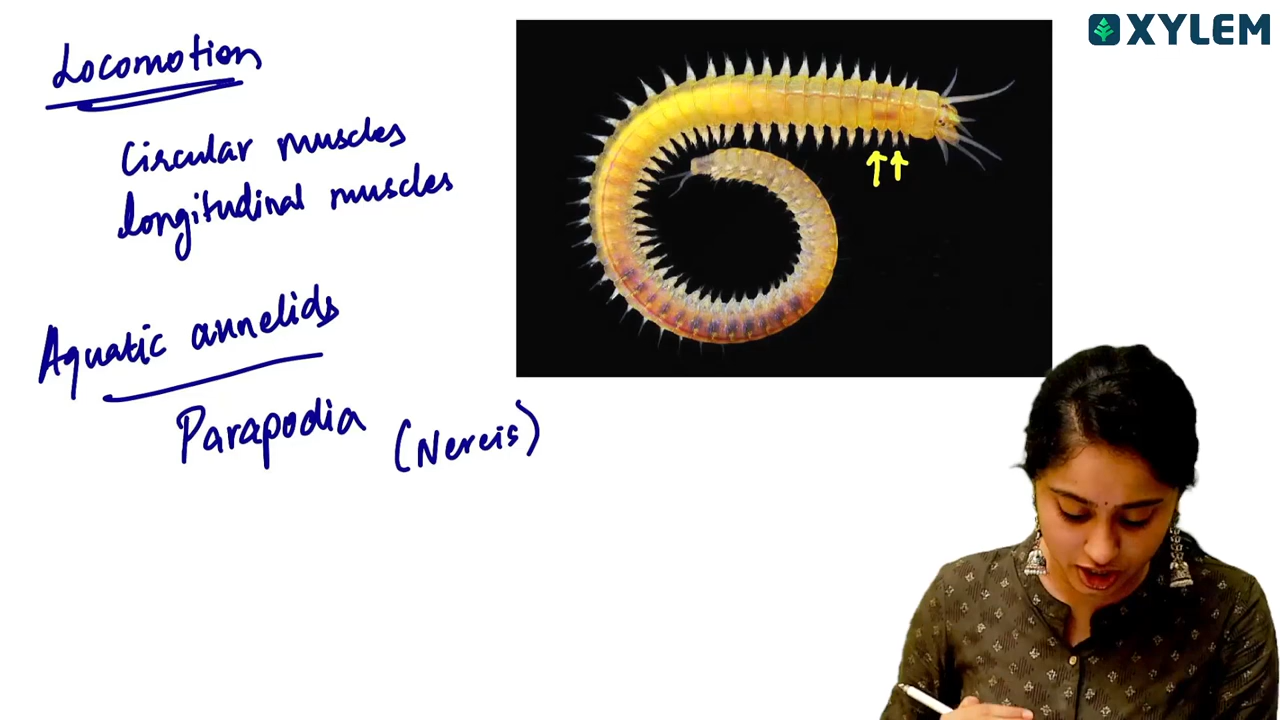 XYLEM
Locomotion
Circular muscles
longitudinal muscles
Aquatic annelids
Parapodia (Nereis)